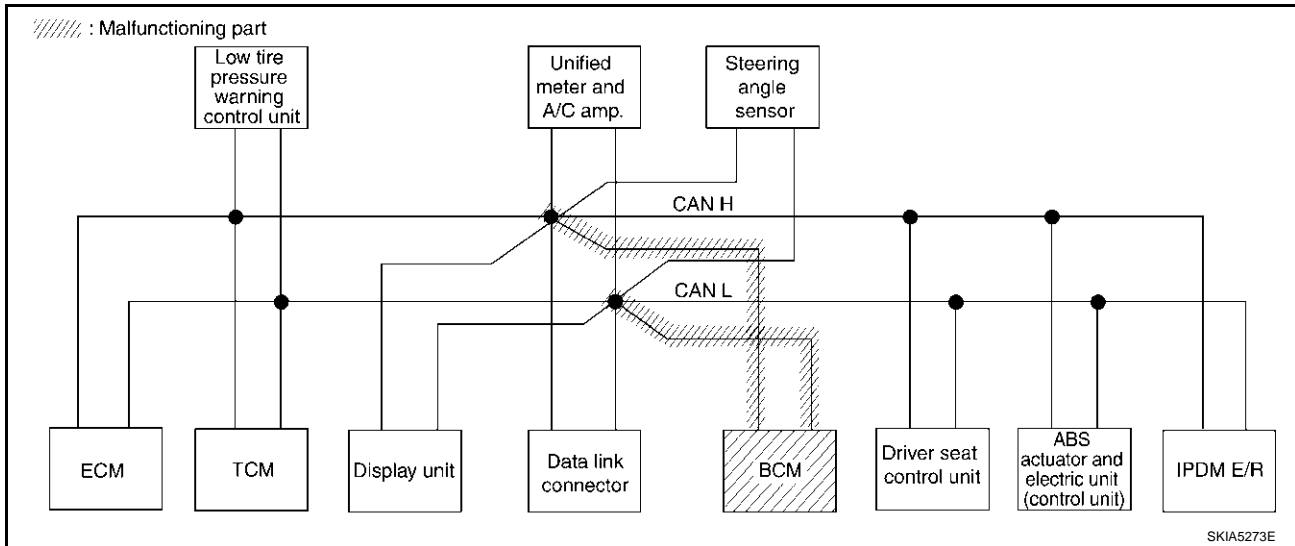 : Malfunctioning part
Low tire
pressure
warning
control unit
Unified
meter and
A/C amp.
Steering
angle
sensor
CAN H
CAN L
ECM
TCM
Display unit
Data link
connector
BCM
Driver seat
control unit
ABS
actuator and
electric unit
(control unit)
IPDM E/R
SKIA5273E